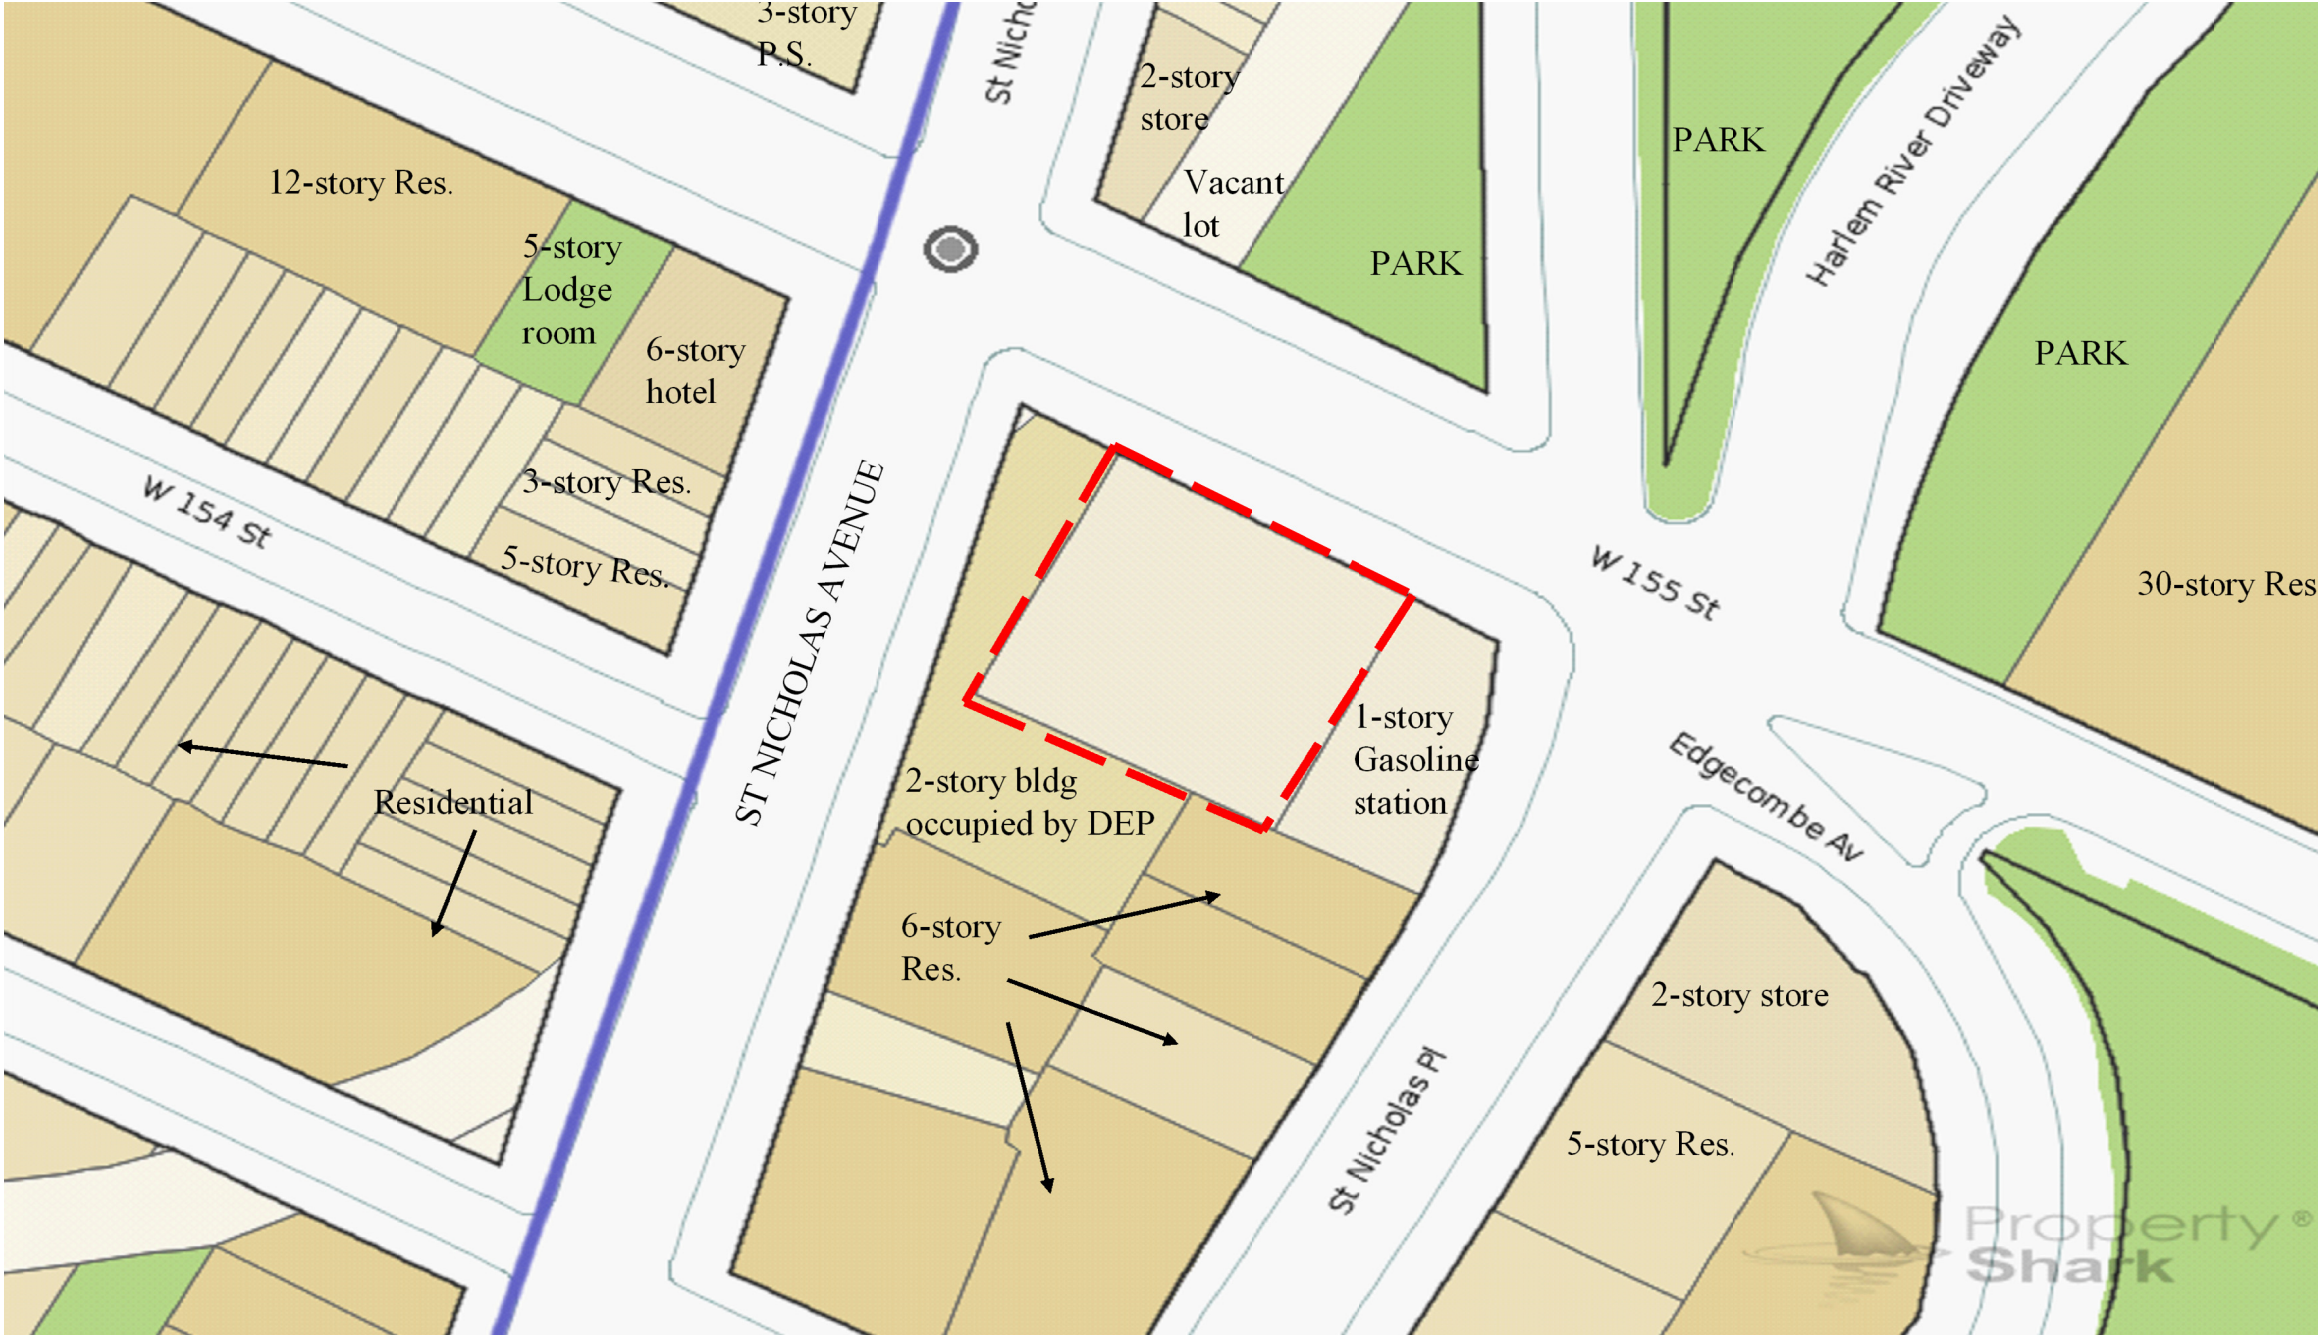 3-story
P.S.
St Nicho
2-story
store
Vacant
lot
PARK
PARK
Harlem River Driveway
PARK
12-story Res.
5-story
Lodge
room
6-story
hotel
3-story Res.
5-story Res.
W 154 St
ST NICHOLAS AVENUE
W 155 St
30-story Res
1-story
Gasoline
station
Edgecombe Av
2-story bldg
occupied by DEP
Residential
6-story
Res.
2-story store
5-story Res.
St Nicholas Pl
Property ®
Shark